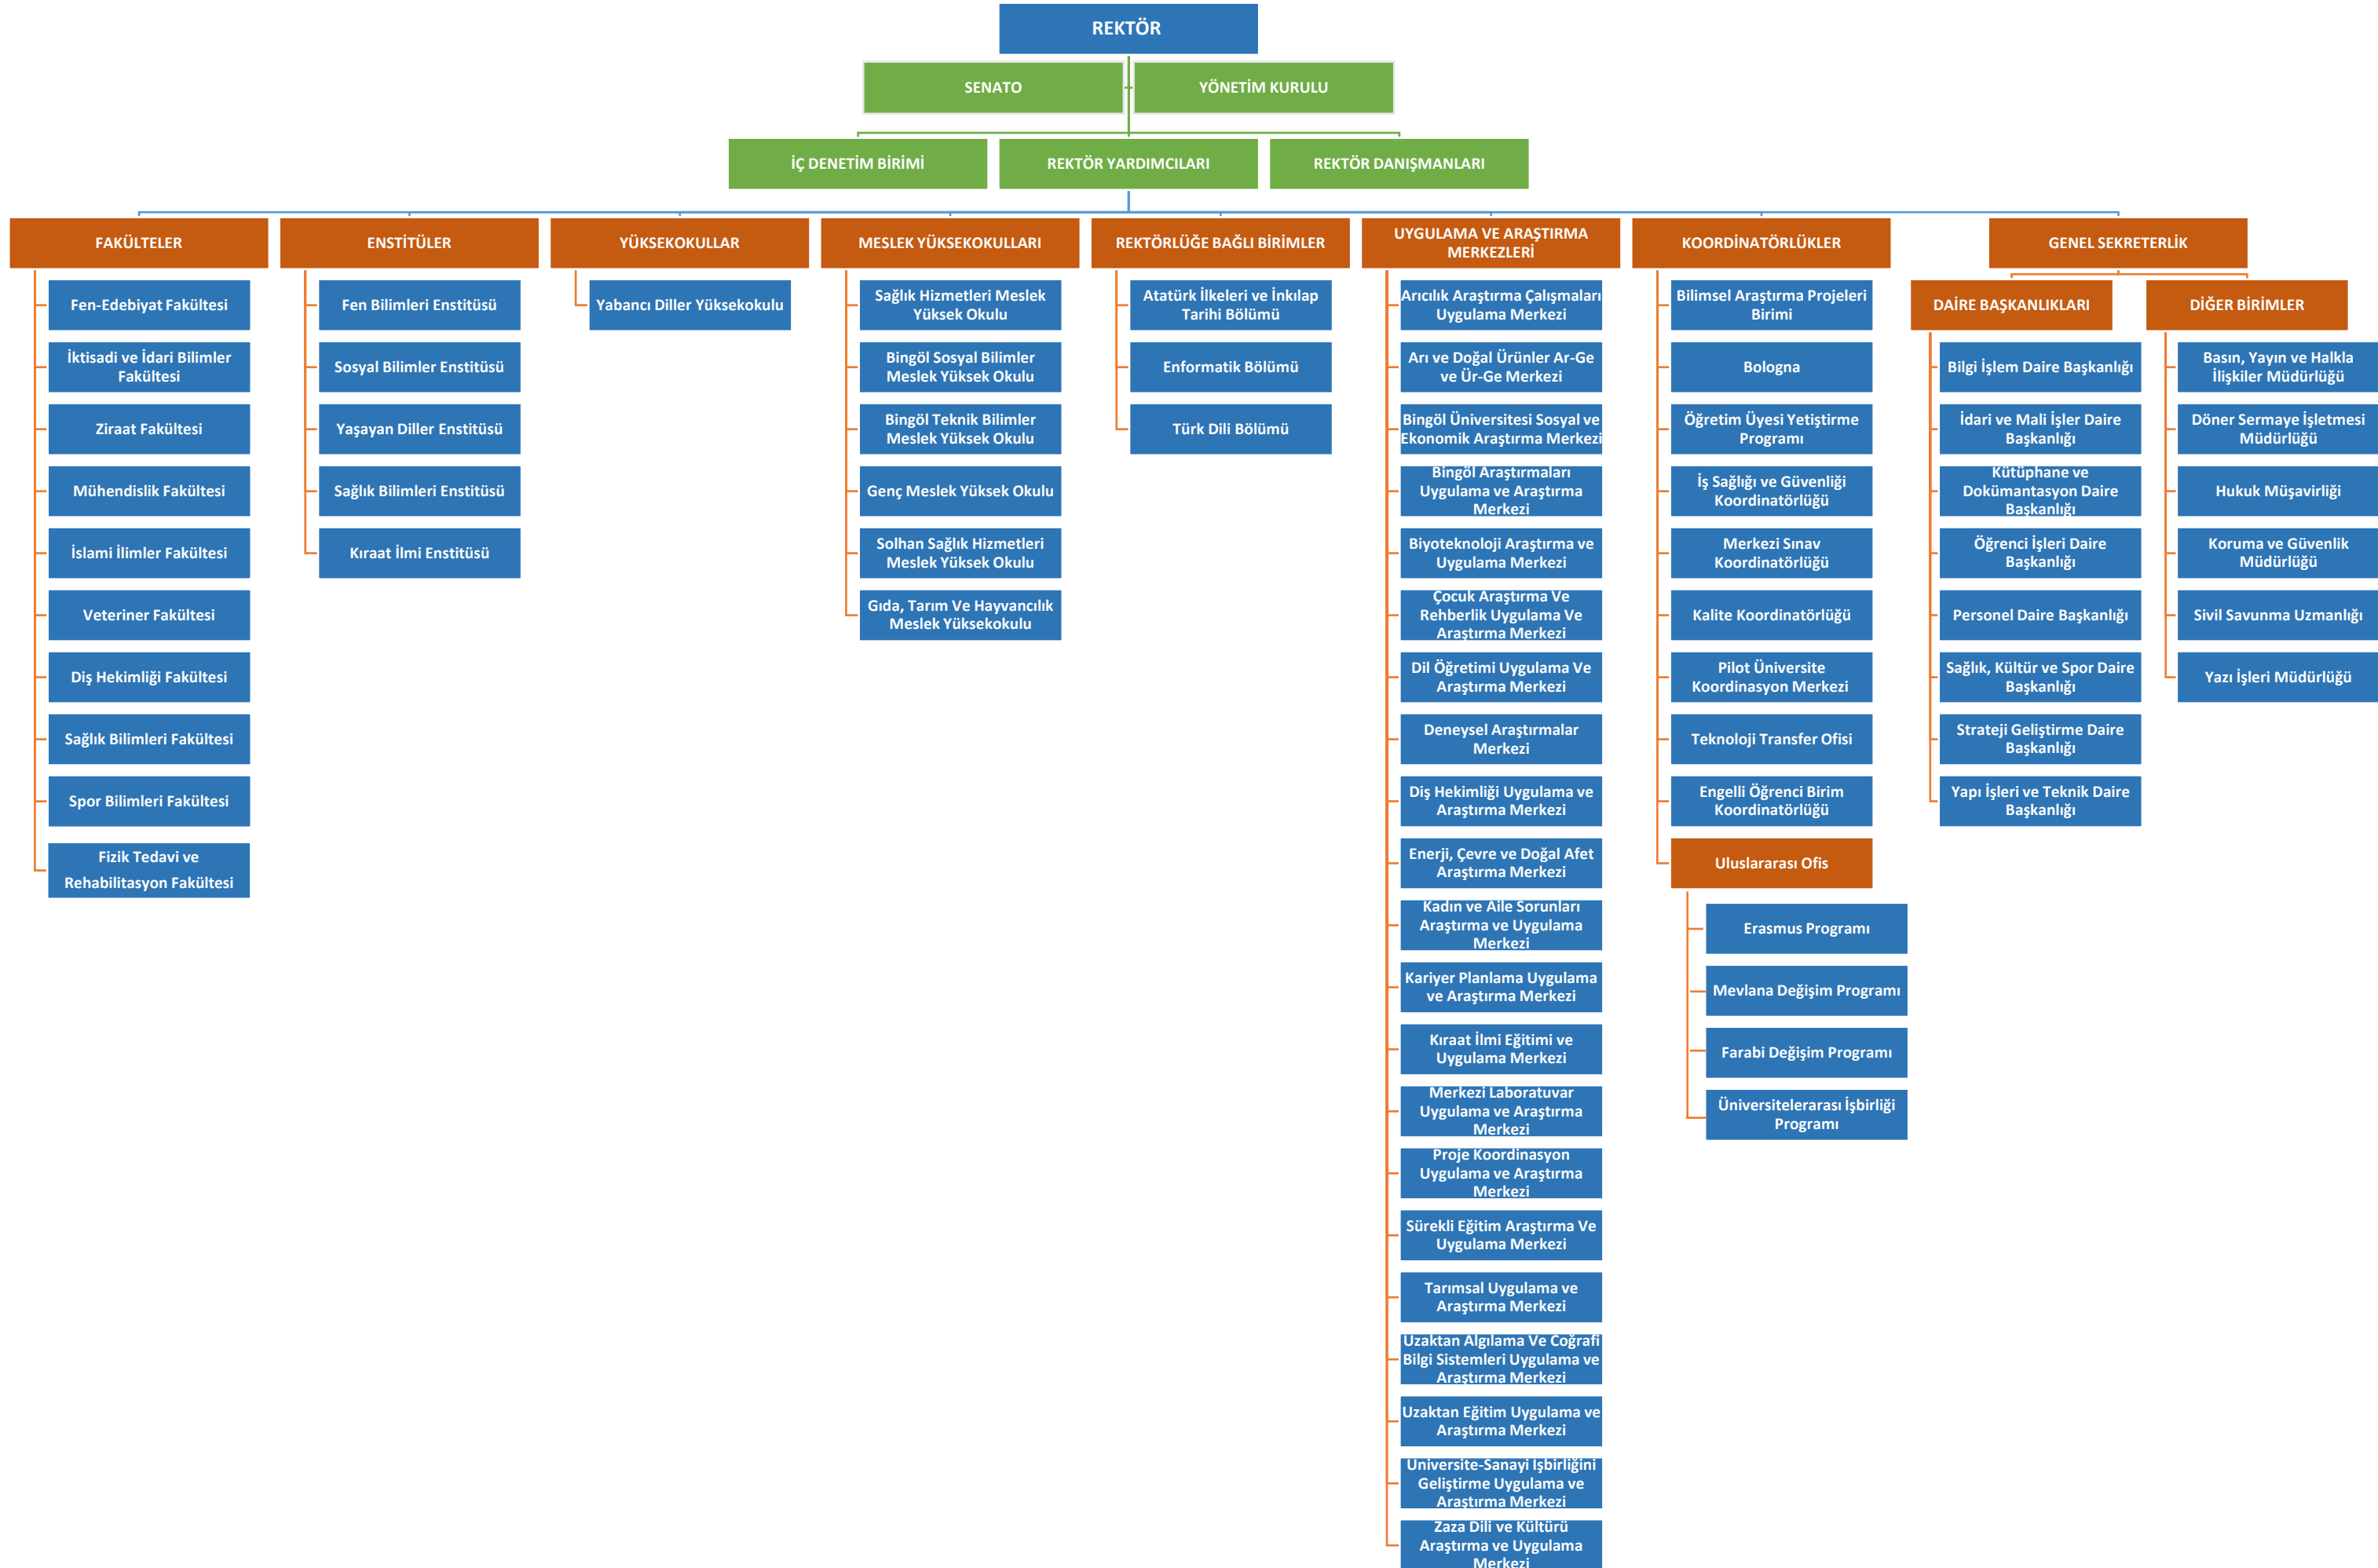 REKTÖR
SENATO
YÖNETİM KURULU
İÇ DENETİM BİRİMİ
REKTÖR YARDIMCILARI
REKTÖR DANIŞMANLARI
FAKÜLTELER
Fen-Edebiyat Fakültesi
İktisadi ve İdari Bilimler
Fakültesi
Ziraat Fakültesi
Mühendislik Fakültesi
İslami İlimler Fakültesi
Veteriner Fakültesi
Diş Hekimliği Fakültesi
Sağlık Bilimleri Fakültesi
Spor Bilimleri Fakültesi
Fizik Tedavi ve
Rehabilitasyon Fakültesi
ENSTİTÜLER
Fen Bilimleri Enstitüsü
Sosyal Bilimler Enstitüsü
Yaşayan Diller Enstitüsü
Sağlık Bilimleri Enstitüsü
Kıraat İlmi Enstitüsü
YÜKSEKOKULLAR
Yabancı Diller Yüksekokulu
MESLEK YÜKSEKOKULLARI
Sağlık Hizmetleri Meslek
Yüksek Okulu
Bingöl Sosyal Bilimler
Meslek Yüksek Okulu
Bingöl Teknik Bilimler
Meslek Yüksek Okulu
Genç Meslek Yüksek Okulu
Solhan Sağlık Hizmetleri
Meslek Yüksek Okulu
Gıda, Tarım Ve Hayvancılık
Meslek Yüksekokulu
REKTÖRLÜĞE BAĞLI BİRİMLER
Atatürk İlkeleri ve İnkılap
Tarihi Bölümü
Enformatik Bölümü
Türk Dili Bölümü
UYGULAMA VE ARAŞTIRMA
MERKEZLERİ
Arıcılık Araştırma Çalışmaları
Uygulama Merkezi
Arı ve Doğal Ürünler Ar-Ge
ve Ür-Ge Merkezi
Bingöl Üniversitesi Sosyal ve
Ekonomik Araştırma Merkezi
Bingöl Araştırmaları
Uygulama ve Araştırma
Merkezi
Biyoteknoloji Araştırma ve
Uygulama Merkezi
Çocuk Araştırma Ve
Rehberlik Uygulama Ve
Araştırma Merkezi
Dil Öğretimi Uygulama Ve
Araştırma Merkezi
Deneysel Araştırmalar
Merkezi
Diş Hekimliği Uygulama ve
Araştırma Merkezi
Enerji, Çevre ve Doğal Afet
Araştırma Merkezi
Kadın ve Aile Sorunları
Araştırma ve Uygulama
Merkezi
Kariyer Planlama Uygulama
ve Araştırma Merkezi
Kıraat İlmi Eğitimi ve
Uygulama Merkezi
Merkezi Laboratuvar
Uygulama ve Araştırma
Merkezi
Proje Koordinasyon
Uygulama ve Araştırma
Merkezi
Sürekli Eğitim Araştırma Ve
Uygulama Merkezi
Tarımsal Uygulama ve
Araştırma Merkezi
Uzaktan Algılama Ve Coğrafi
Bilgi Sistemleri Uygulama ve
Araştırma Merkezi
Uzaktan Eğitim Uygulama ve
Araştırma Merkezi
Üniversite-Sanayi İşbirliğini
Geliştirme Uygulama ve
Araştırma Merkezi
Zaza Dili ve Kültürü
Araştırma ve Uygulama
Merkezi
KOORDİNATÖRLÜKLER
Bilimsel Araştırma Projeleri
Birimi
Bologna
Öğretim Üyesi Yetiştirme
Programı
İş Sağlığı ve Güvenliği
Koordinatörlüğü
Merkezi Sınav
Koordinatörlüğü
Kalite Koordinatörlüğü
Pilot Üniversite
Koordinasyon Merkezi
Teknoloji Transfer Ofisi
Engelli Öğrenci Birim
Koordinatörlüğü
Uluslararası Ofis
Erasmus Programı
Mevlana Değişim Programı
Farabi Değişim Programı
Üniversitelerarası İşbirliği
Programı
GENEL SEKRETERLİK
DAİRE BAŞKANLIKLARI
Bilgi İşlem Daire Başkanlığı
İdari ve Mali İşler Daire
Başkanlığı
Kütüphane ve
Dokümantasyon Daire
Başkanlığı
Öğrenci İşleri Daire
Başkanlığı
Personel Daire Başkanlığı
Sağlık, Kültür ve Spor Daire
Başkanlığı
Strateji Geliştirme Daire
Başkanlığı
Yapı İşleri ve Teknik Daire
Başkanlığı
DİĞER BİRİMLER
Basın, Yayın ve Halkla
İlişkiler Müdürlüğü
Döner Sermaye İşletmesi
Müdürlüğü
Hukuk Müşavirliği
Koruma ve Güvenlik
Müdürlüğü
Sivil Savunma Uzmanlığı
Yazı İşleri Müdürlüğü